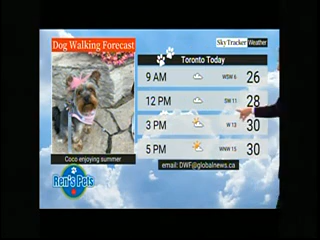 Dog Walking Forecast
SkyTracker Weather
Toronto Today
9 AM WSW 6 26
12 PM SW 11 28
3 PM W 13 30
5 PM WNW 15 30
Coco enjoying summer
email: DWF@globalnews.ca
Ren's Pets